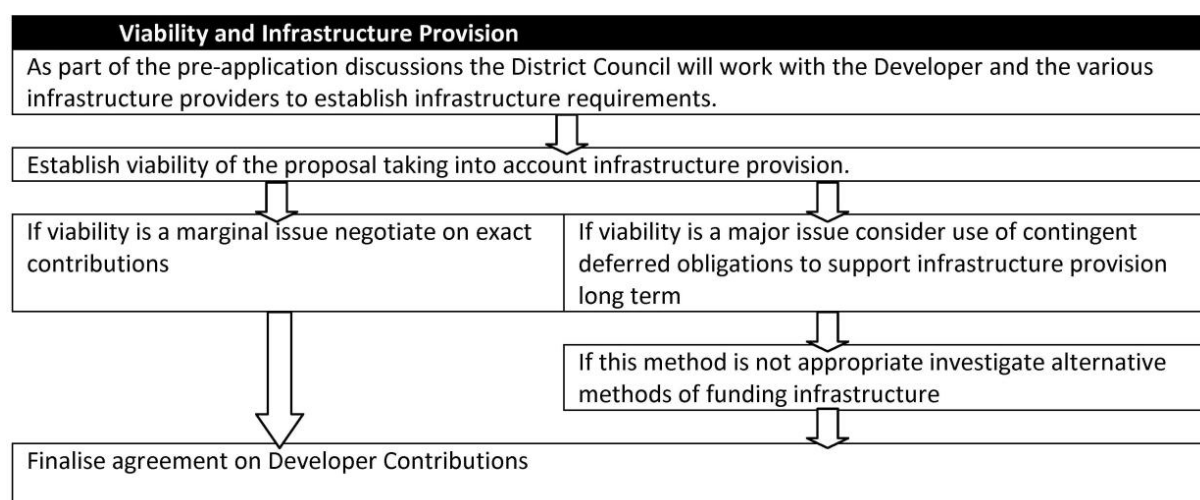 Viability and Infrastructure Provision
As part of the pre-application discussions the District Council will work with the Developer and the various
infrastructure providers to establish infrastructure requirements.
Establish viability of the proposal taking into account infrastructure provision.
If viability is a marginal issue negotiate on exact
contributions
If viability is a major issue consider use of contingent
deferred obligations to support infrastructure provision
long term
If this method is not appropriate investigate alternative
methods of funding infrastructure
Finalise agreement on Developer Contributions